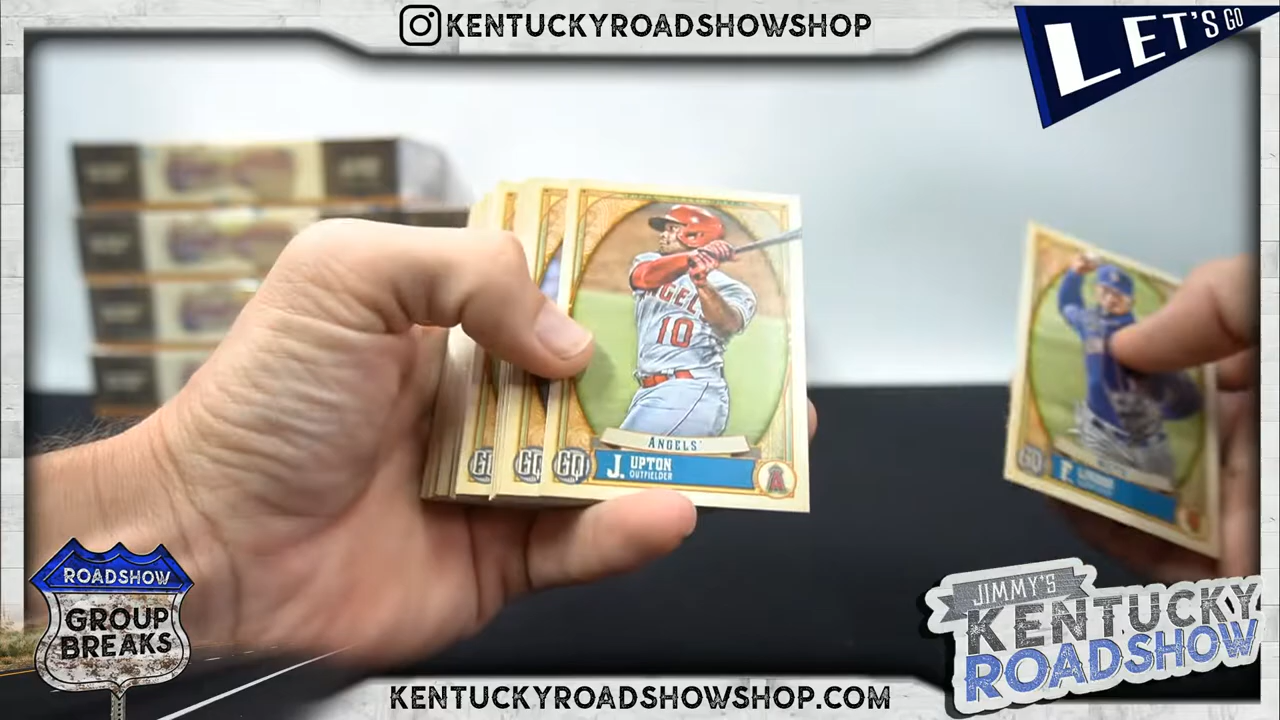 KENTUCKYROADSHOWSHOP
LET'S GO
ANGELS
10
ANGELS
GQ
GQ
GQ
J. UPTON
OUTFIELDER
A
GQ
F. LINDOR
ROADSHOW
GROUP
BREAKS
JIMMY'S
KENTUCKY
ROADSHOW
KENTUCKYROADSHOWSHOP.COM